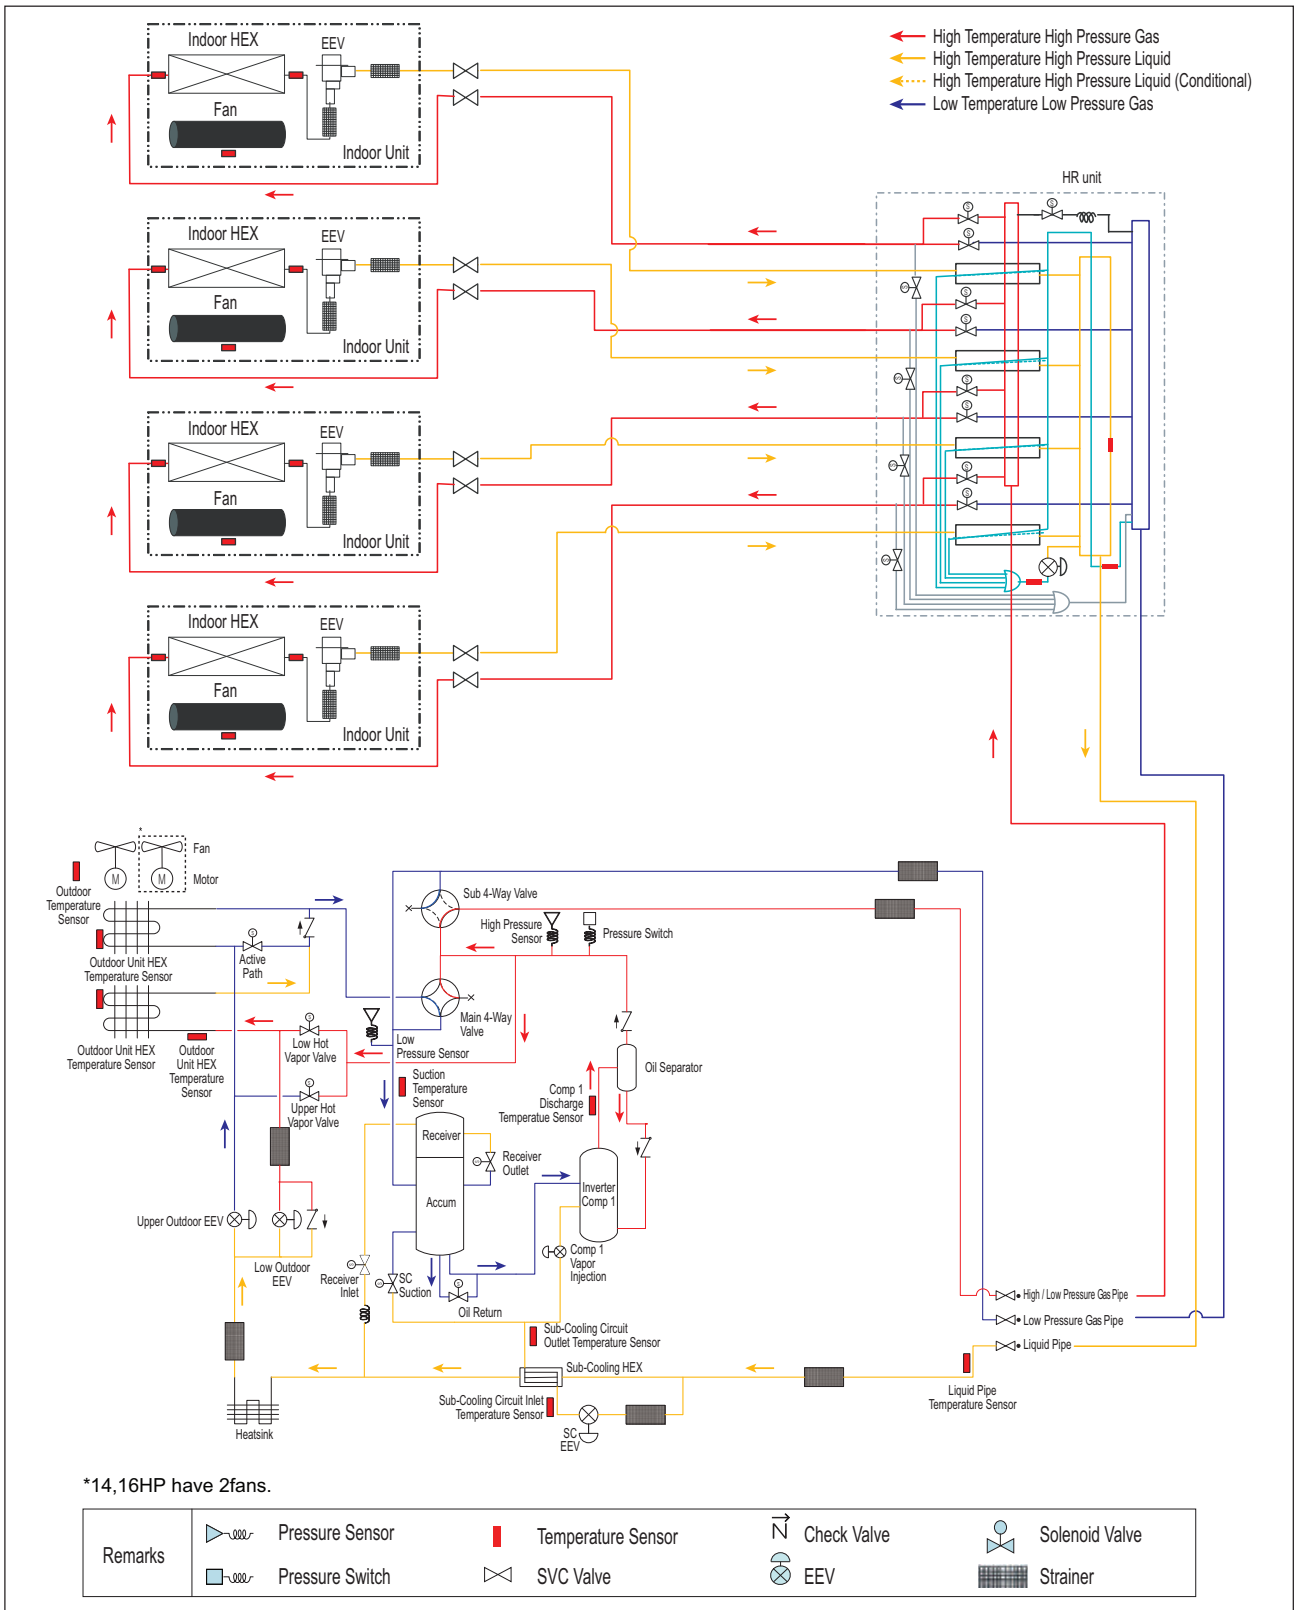 High Temperature High Pressure Gas
High Temperature High Pressure Liquid
High Temperature High Pressure Liquid (Conditional)
Low Temperature Low Pressure Gas
Indoor HEX
EEV
Fan
Indoor Unit
HR unit
Indoor HEX
EEV
Fan
Indoor Unit
Indoor HEX
EEV
Fan
Indoor Unit
Indoor HEX
EEV
Fan
Indoor Unit
*
Fan
M
M
Motor
Outdoor
Temperature
Sensor
Outdoor Unit HEX
Temperature Sensor
Active
Path
Outdoor Unit HEX
Temperature Sensor
Outdoor
Unit HEX
Temperature
Sensor
Low Hot
Vapor Valve
Upper Hot
Vapor Valve
Sub 4-Way Valve
High Pressure
Sensor
Pressure Switch
Main 4-Way
Valve
Low
Pressure Sensor
Suction
Temperature
Sensor
Oil Separator
Comp 1
Discharge
Temperatue Sensor
Receiver
Receiver
Outlet
Accum
Inverter
Comp 1
Upper Outdoor EEV
Low Outdoor
EEV
Receiver
Inlet
SC
Suction
Oil Return
Comp 1
Vapor
Injection
High / Low Pressure Gas Pipe
Low Pressure Gas Pipe
Liquid Pipe
Sub-Cooling Circuit
Outlet Temperature Sensor
Sub-Cooling HEX
Sub-Cooling Circuit Inlet
Temperature Sensor
SC
EEV
Liquid Pipe
Temperature Sensor
Heatsink
*14,16HP have 2fans.
Remarks
Pressure Sensor
Temperature Sensor
Check Valve
Solenoid Valve
Pressure Switch
SVC Valve
EEV
Strainer